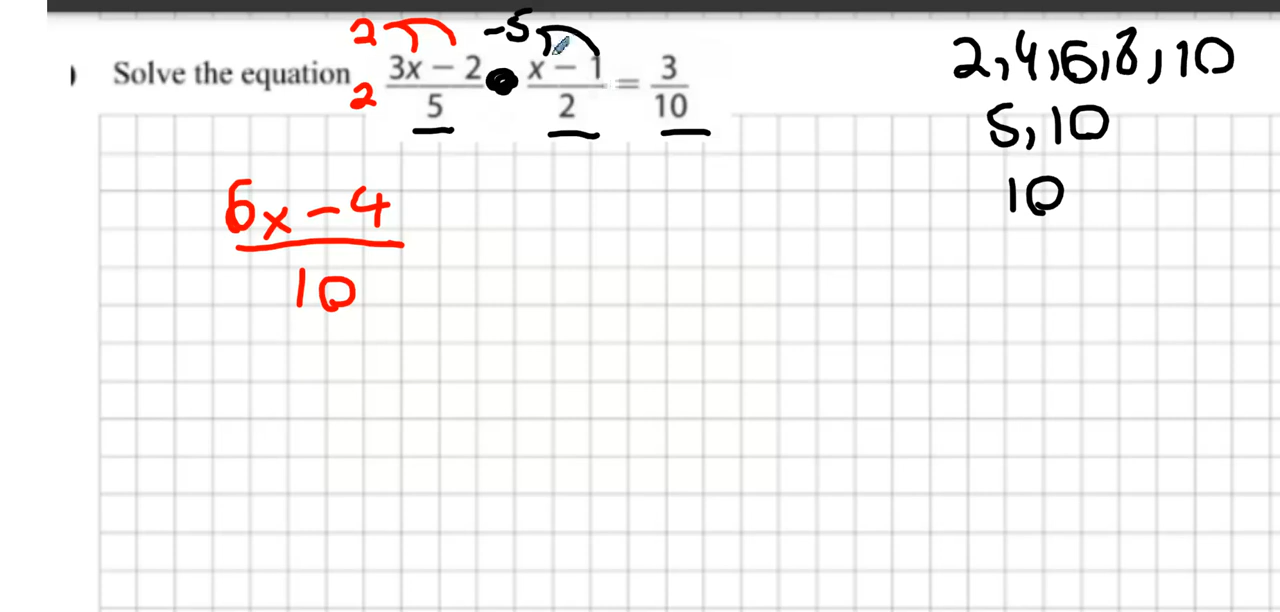 2 -5
) Solve the equation 3x − 2 / 5 x − 1 / 2 = 3 / 10
2
6x − 4 / 10
2, 4, 6, 8, 10
5, 10
10